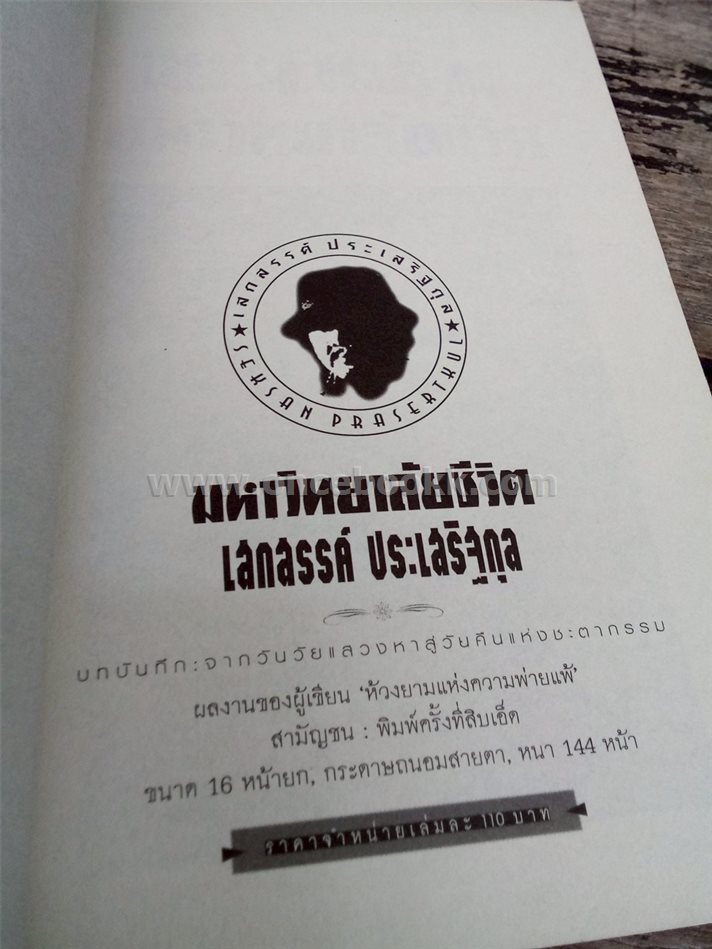 ★ เสกสรรค์ ประเสริฐกุล ★
SEKSAN PRASERTKUL
มหาวิทยาลัยชีวิต
www.oncebookk.com
เสกสรรค์ ประเสริฐกุล
บทบันทึก:จากวันวัยแสวงหาสู่วันคืนแห่งชะตากรรม
ผลงานของผู้เขียน ‘ห้วงยามแห่งความพ่ายแพ้’
สามัญชน : พิมพ์ครั้งที่สิบเอ็ด
ขนาด 16 หน้ายก, กระดาษถนอมสายตา, หนา 144 หน้า
ราคาจำหน่ายเล่มละ 110 บาท